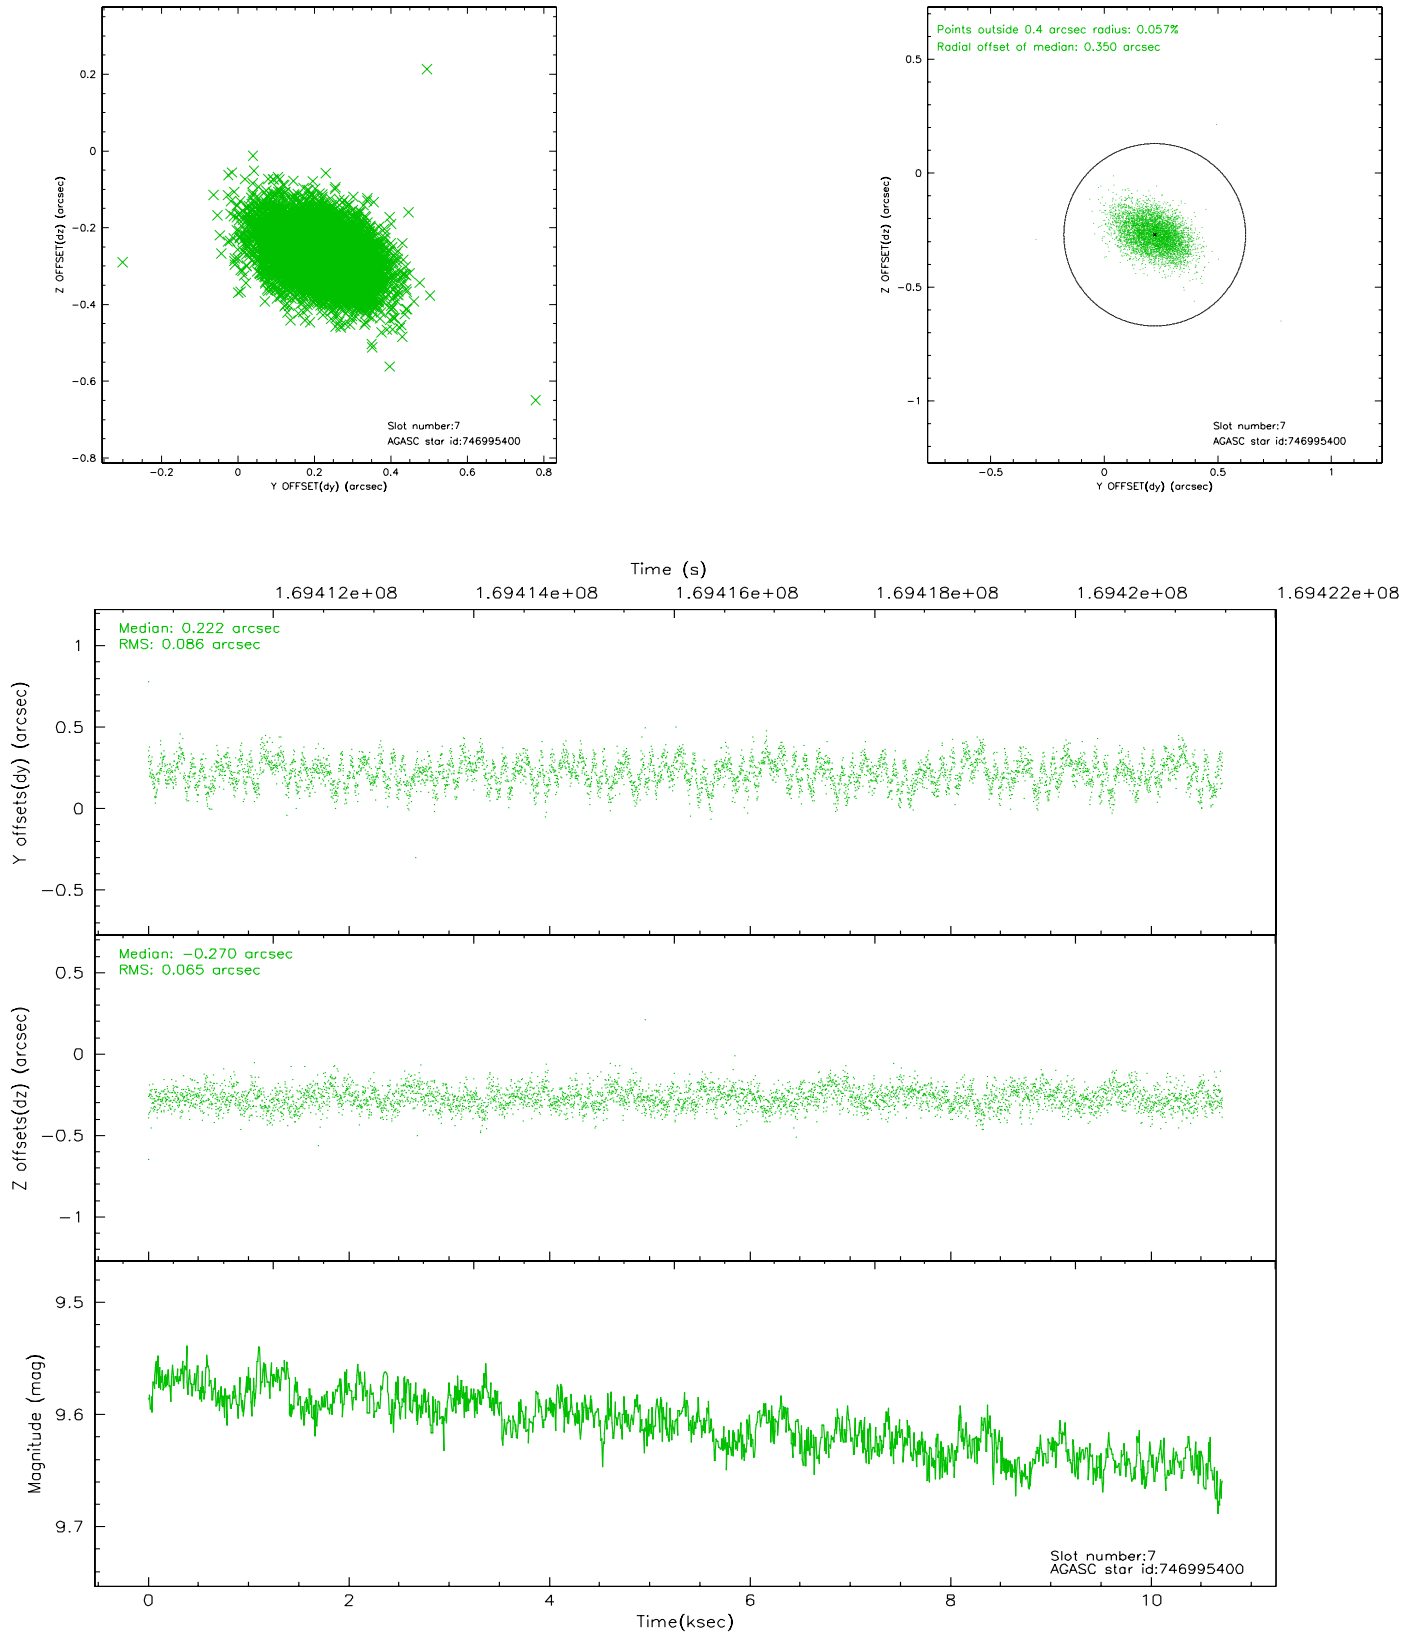 0.2
0
−0.2
−0.4
−0.6
−0.8
Z OFFSET(dz) (arcsec)
Slot number:7
AGASC star id:746995400
−0.2 0 0.2 0.4 0.6 0.8
Y OFFSET(dy) (arcsec)
Points outside 0.4 arcsec radius: 0.057%
Radial offset of median: 0.350 arcsec
0.5
0
−0.5
−1
Z OFFSET(dz) (arcsec)
Slot number:7
AGASC star id:746995400
−0.5 0 0.5 1
Y OFFSET(dy) (arcsec)
Time (s)
1.69412e+08 1.69414e+08 1.69416e+08 1.69418e+08 1.6942e+08 1.69422e+08
Median: 0.222 arcsec
RMS: 0.086 arcsec
1
0.5
0
−0.5
Y offsets(dy) (arcsec)
Median: −0.270 arcsec
RMS: 0.065 arcsec
0.5
0
−0.5
−1
Z offsets(dz) (arcsec)
9.5
9.6
9.7
Magnitude (mag)
Slot number:7
AGASC star id:746995400
0 2 4 6 8 10
Time(ksec)